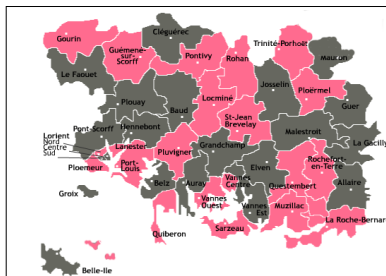 Gourin
Cléguérec
Guémené-
sur-
Scorff
Pontivy
Rohan
Trinité-Porhoët
Mauron
Le Faouet
Josselin
Ploërmel
Plouay
Locminé
Baud
Guer
St-Jean
Brevelay
Pont-Scorff
Hennebont
Malestroit
Lorient
Nord
Centre
Sud
Lanester
Grandchamp
La Gacilly
Pluvigner
Rochefort-
en-Terre
Ploemeur
Port-
Louis
Elven
Vannes
Centre
Questembert
Allaire
Groix
Belz
Auray
Vannes
Ouest
Vannes
Est
Muzillac
La Roche-Bernar
Quiberon
Sarzeau
Belle-Ile